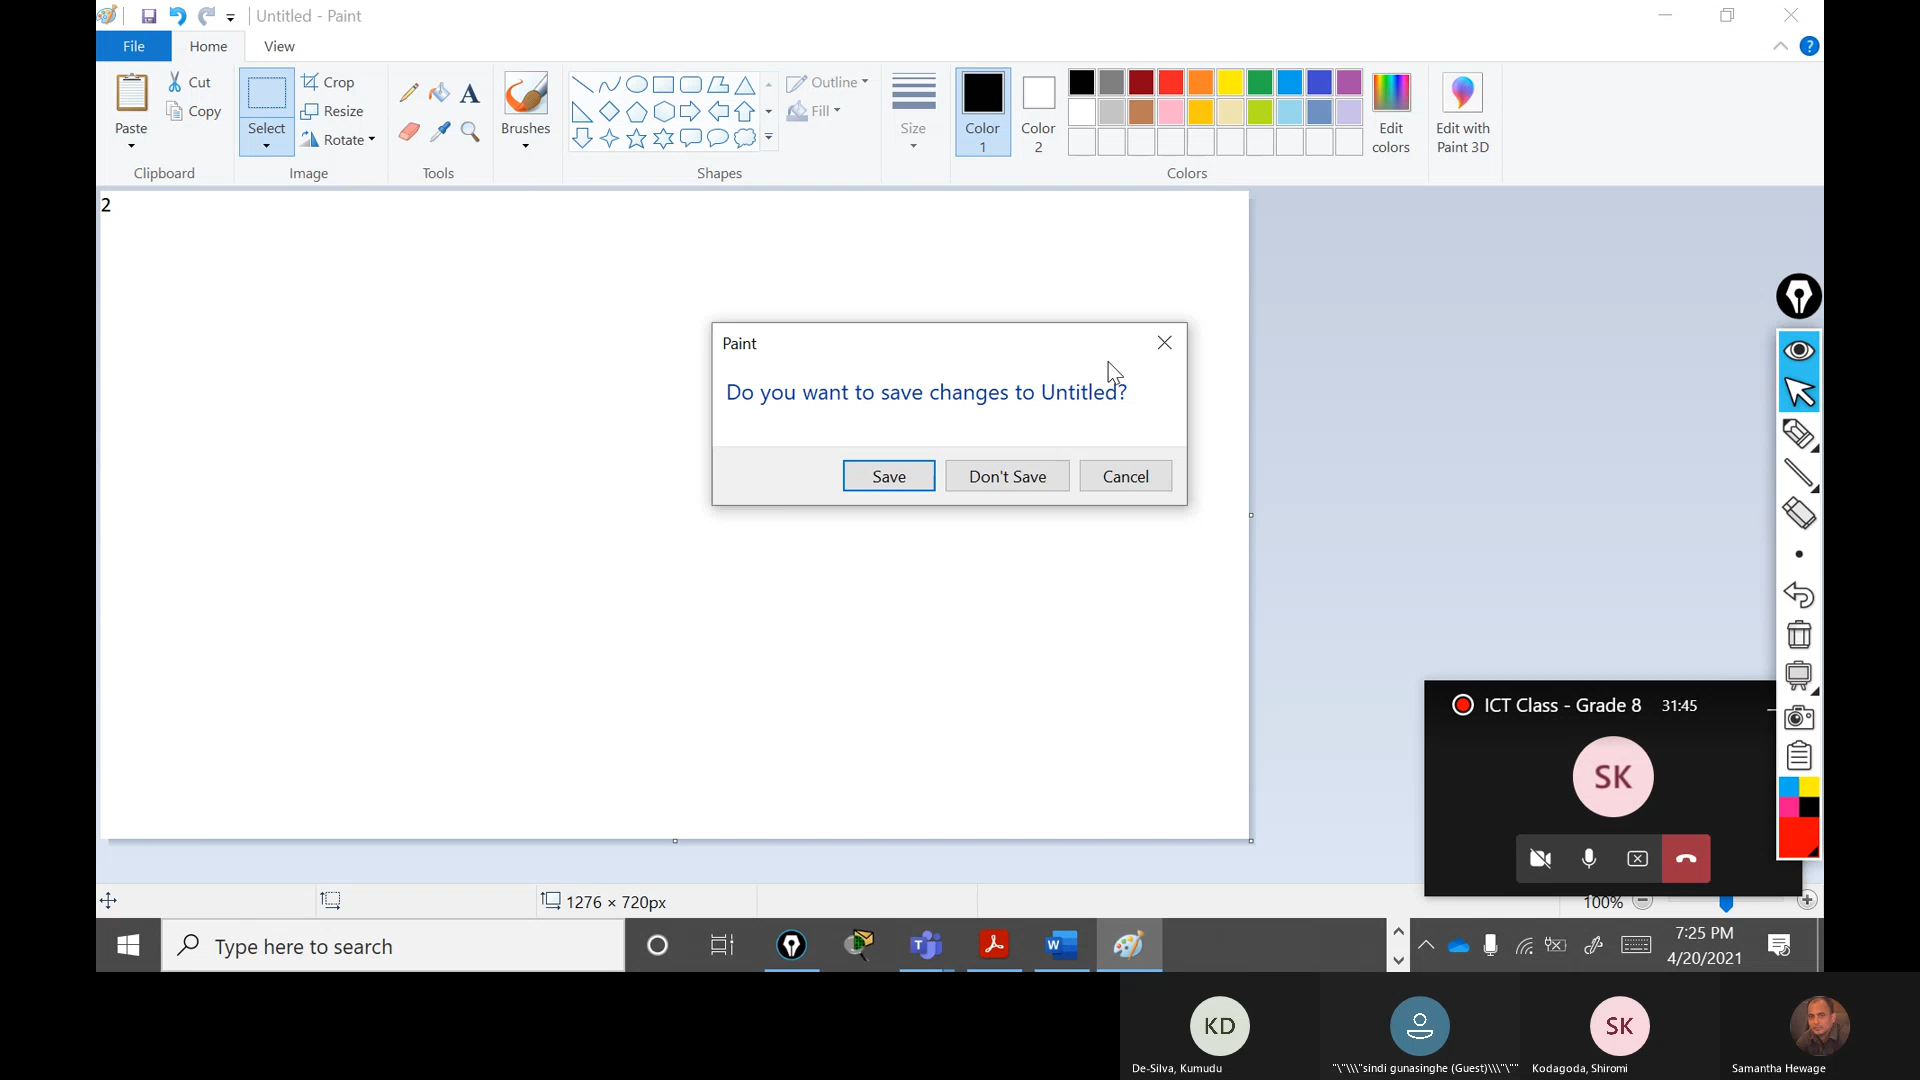 Untitled - Paint
File Home View
Paste
Cut
Copy
Clipboard
Select
Crop
Resize
Rotate
Image
A
Tools
Brushes
Shapes
Outline
Fill
Size
Color
1
Color
2
Edit
colors
Colors
Edit with
Paint 3D
?
2
Paint
Do you want to save changes to Untitled?
Save Don't Save Cancel
ICT Class - Grade 8 31:45
SK
1276 × 720px
100%
Type here to search
T
W
7:25 PM
4/20/2021
KD
De-Silva, Kumudu
"\"\\\"sindi gunasinghe (Guest)\\\"\""
SK
Kodagoda, Shiromi
Samantha Hewage